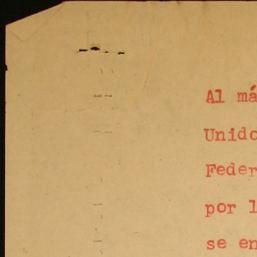 Al má
Unido
Feder
por l
se en